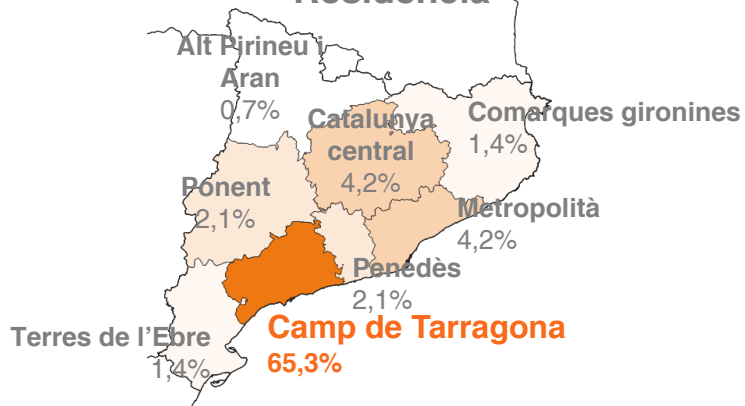 Residència
Alt Pirineu i
Aran
0,7%
Catalunya
central
4,2%
Comarques gironines
1,4%
Ponent
2,1%
Metropolità
4,2%
Penedès
2,1%
Camp de Tarragona
65,3%
Terres de l’Ebre
1,4%